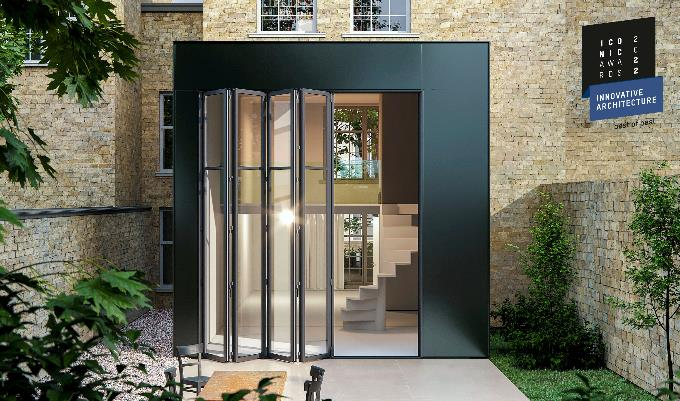 ICO
NIC
AWA
RDS
2
0
2
2
INNOVATIVE
ARCHITECTURE
best of best